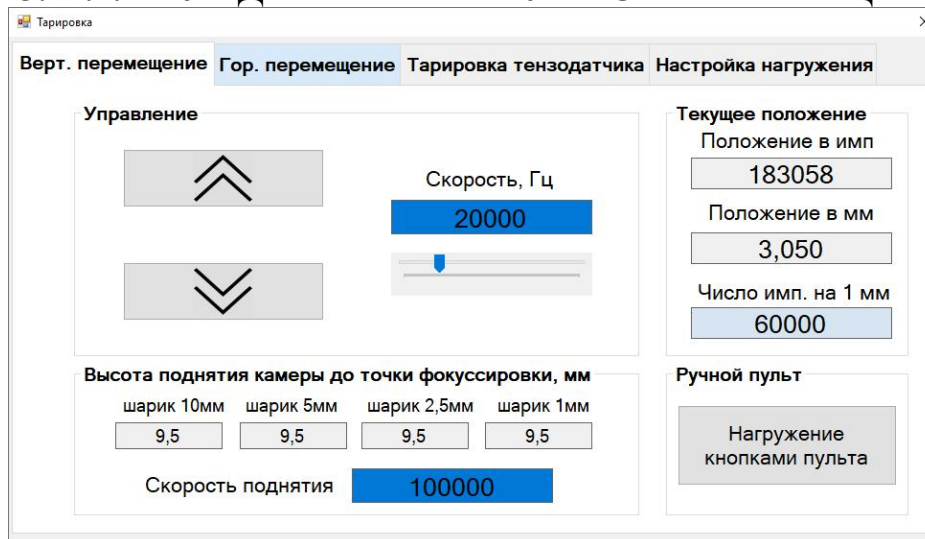 Тарировка
Верт. перемещение Гор. перемещение Тарировка тензодатчика Настройка нагружения
Управление
Скорость, Гц
20000
Текущее положение
Положение в имп
183058
Положение в мм
3,050
Число имп. на 1 мм
60000
Высота поднятия камеры до точки фокуссировки, мм
шарик 10мм шарик 5мм шарик 2,5мм шарик 1мм
9,5 9,5 9,5 9,5
Скорость поднятия 100000
Ручной пульт
Нагружение
кнопками пульта